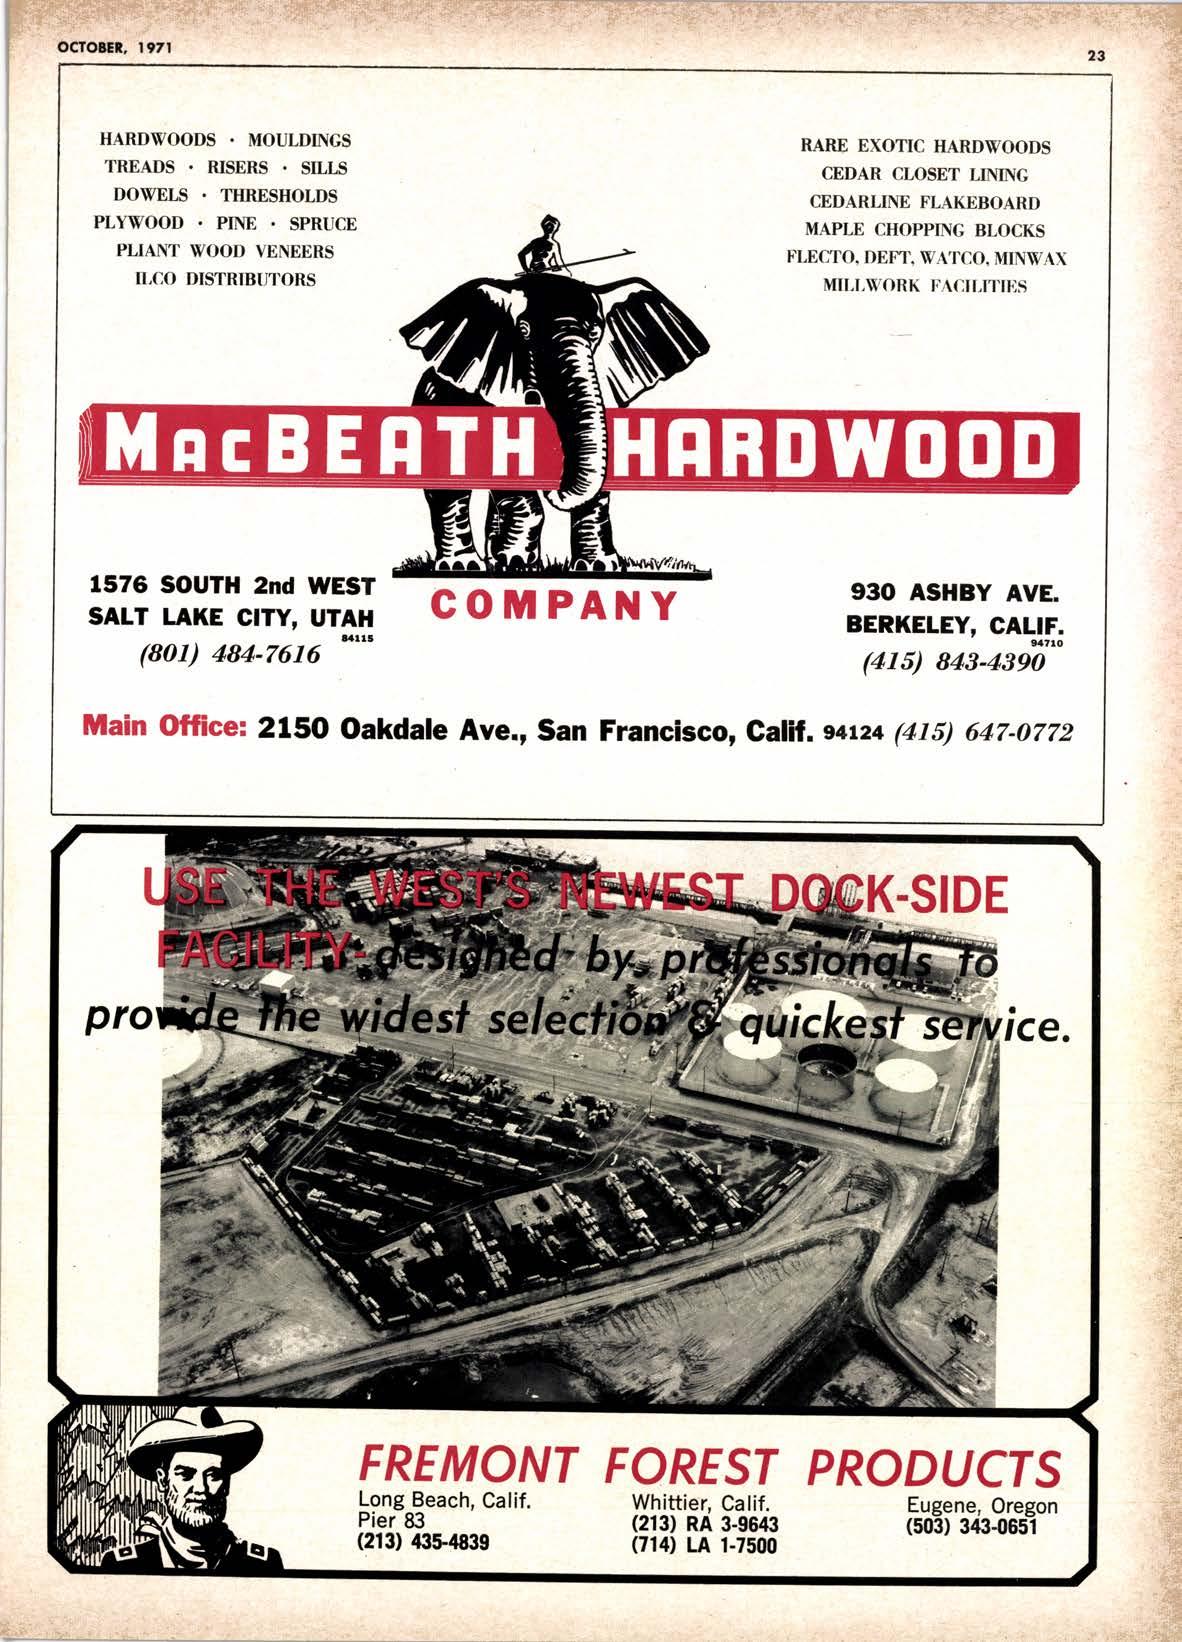 OCTOBER, 1971
23
HARDWOODS · MOULDINGS
TREADS · RISERS · SILLS
DOWELS · THRESHOLDS
PLYWOOD · PINE · SPRUCE
PLIANT WOOD VENEERS
ILCO DISTRIBUTORS
RARE EXOTIC HARDWOODS
CEDAR CLOSET LINING
CEDARLINE FLAKEBOARD
MAPLE CHOPPING BLOCKS
FLECTO, DEFT, WATCO, MINWAX
MILLWORK FACILITIES
MACBEATH HARDWOOD
COMPANY
1576 SOUTH 2nd WEST
SALT LAKE CITY, UTAH
84115
(801) 484-7616
930 ASHBY AVE.
BERKELEY, CALIF.
94710
(415) 843-4390
Main Office: 2150 Oakdale Ave., San Francisco, Calif. 94124 (415) 647-0772
USE THE WEST'S NEWEST DOCK-SIDE
FACILITY- designed by professionals to
provide the widest selection & quickest service.
FREMONT FOREST PRODUCTS
Long Beach, Calif.
Pier 83
(213) 435-4839
Whittier, Calif.
(213) RA 3-9643
(714) LA 1-7500
Eugene, Oregon
(503) 343-0651